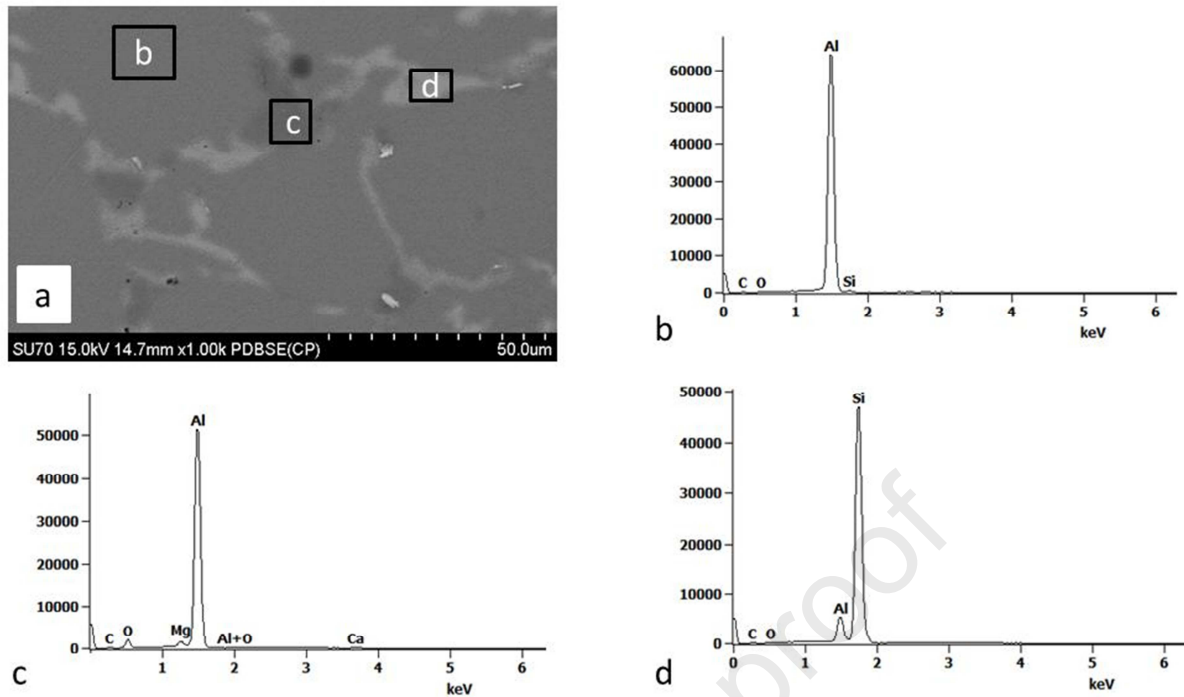 b
c
d
a
SU70 15.0kV 14.7mm x1.00k PDBSE(CP) 50.0um
Al
60000
50000
40000
30000
20000
10000
0
C O Si
0 1 2 3 4 5 6
keV
b
Al
50000
40000
30000
20000
10000
0
C O Mg Al+O Ca
1 2 3 4 5 6
keV
c
Si
50000
40000
30000
20000
10000
0
Al
C O
0 1 2 3 4 5 6
keV
d
proof